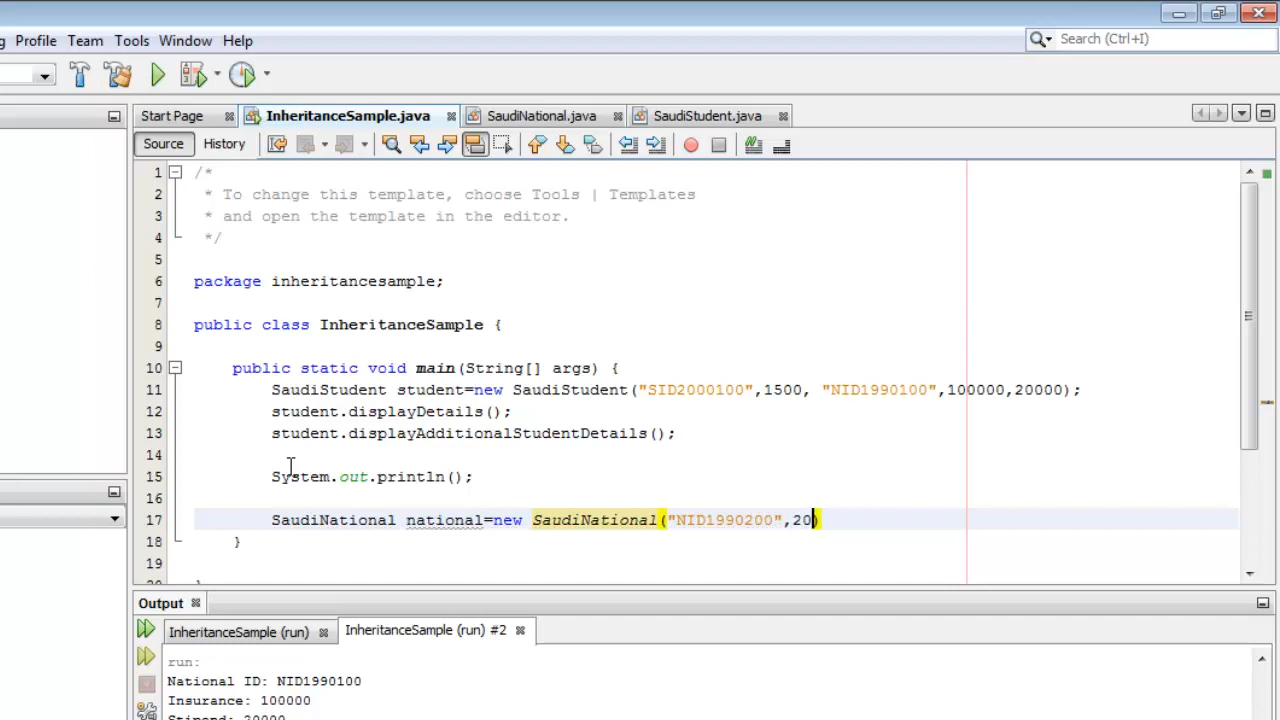 Profile Team Tools Window Help
Search (Ctrl+I)
Start Page InheritanceSample.java SaudiNational.java SaudiStudent.java
Source History
1 /*
2 * To change this template, choose Tools | Templates
3 * and open the template in the editor.
4 */
5
6 package inheritancesample;
7
8 public class InheritanceSample {
9
10 public static void main(String[] args) {
11 SaudiStudent student=new SaudiStudent("SID2000100",1500, "NID1990100",100000,20000);
12 student.displayDetails();
13 student.displayAdditionalStudentDetails();
14
15 System.out.println();
16
17 SaudiNational national=new SaudiNational("NID1990200",20)
18 }
19
Output
InheritanceSample (run) InheritanceSample (run) #2
run:
National ID: NID1990100
Insurance: 100000
Stipend: 20000